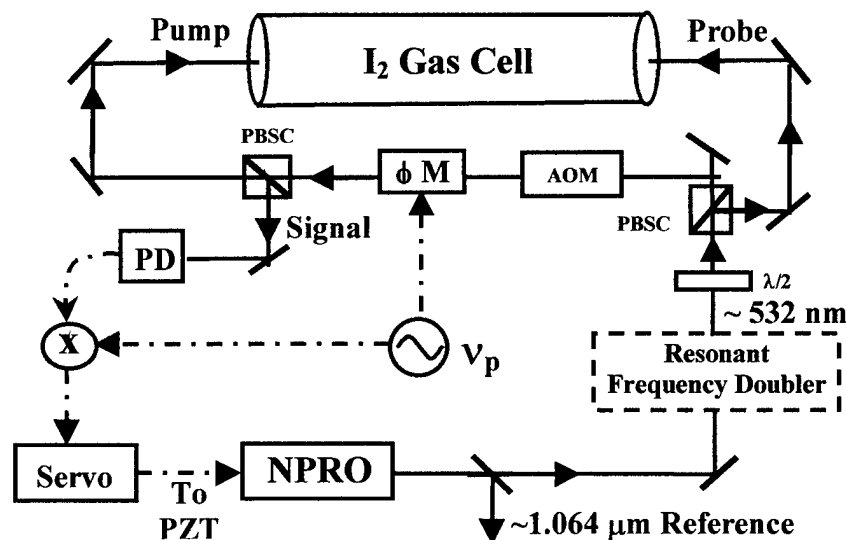 Pump
Probe
I₂ Gas Cell
PBSC
ϕ M
AOM
PBSC
Signal
PD
λ/2
~ 532 nm
X
ν_p
Resonant
Frequency Doubler
Servo
To
PZT
NPRO
~1.064 μm Reference